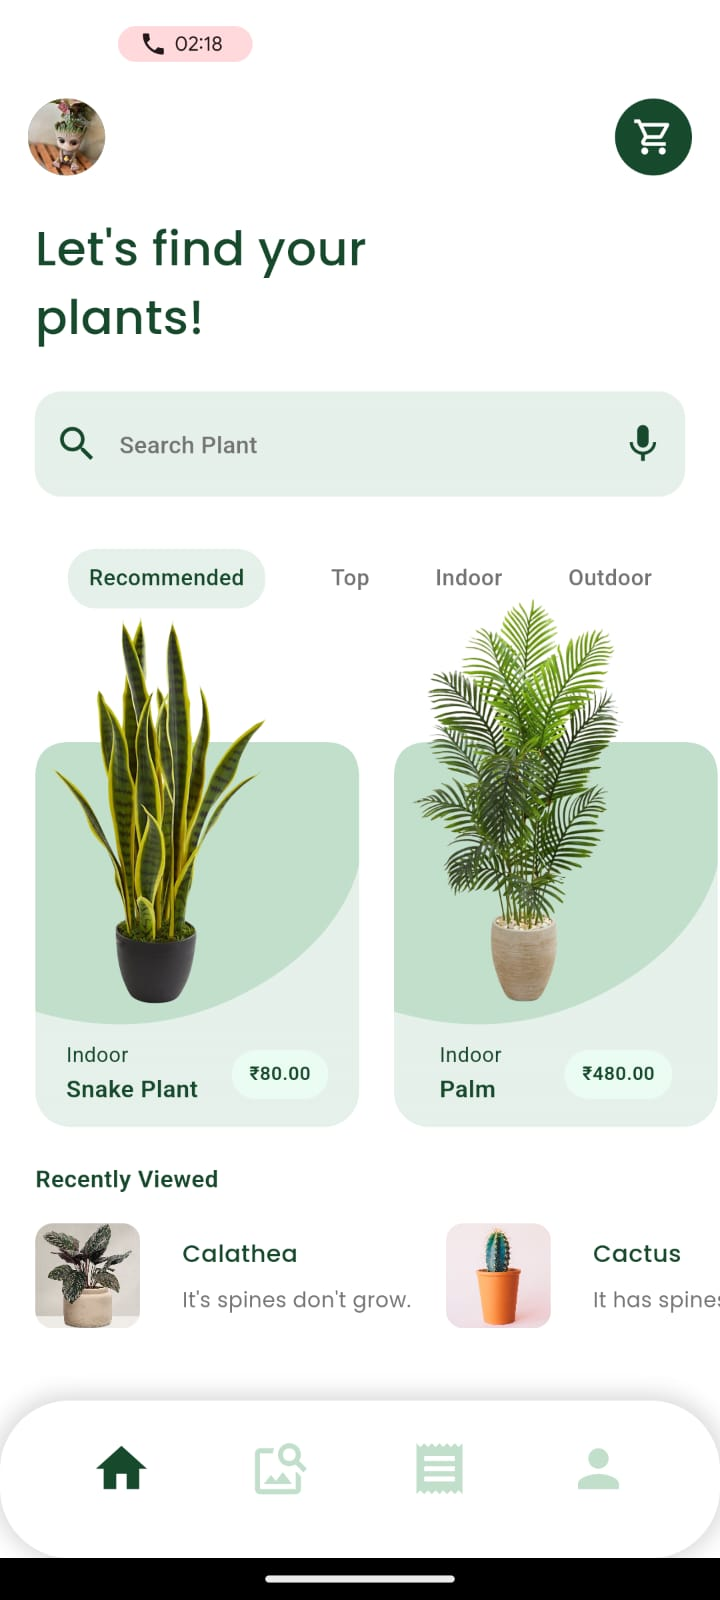 02:18
Let's find your
plants!
Search Plant
Recommended Top Indoor Outdoor
Indoor
Snake Plant
₹80.00
Indoor
Palm
₹480.00
Recently Viewed
Calathea
It's spines don't grow.
Cactus
It has spines